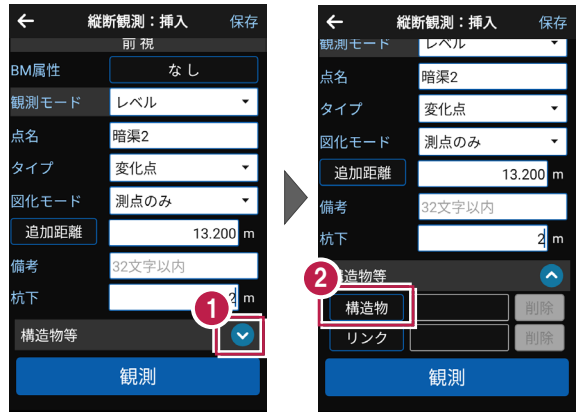 縦断観測：挿入
保存
前 視
BM属性
な し
観測モード
レベル
点名
暗渠2
タイプ
変化点
図化モード
測点のみ
追加距離
13.200 m
備考
32文字以内
杭下
2 m
1
構造物等
観測
縦断観測：挿入
保存
観測モード
レベル
点名
暗渠2
タイプ
変化点
図化モード
測点のみ
追加距離
13.200 m
備考
32文字以内
杭下
2 m
2
造物等
構造物
削除
リンク
削除
観測